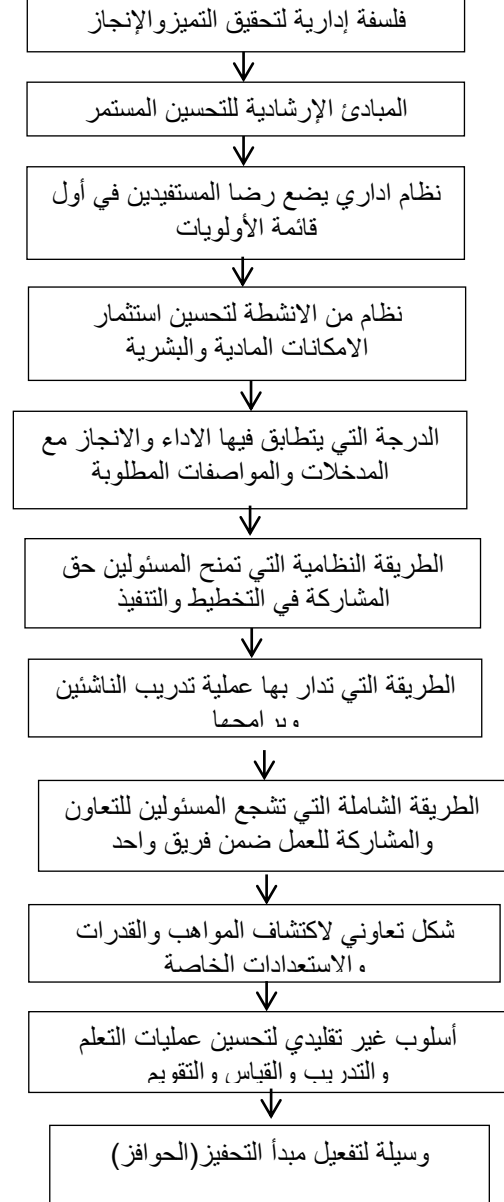 فلسفة إدارية لتحقيق التميزوالإنجاز
المبادئ الإرشادية للتحسين المستمر
نظام اداري يضع رضا المستفيدين في أول
قائمة الأولويات
نظام من الانشطة لتحسين استثمار
الامكانات المادية والبشرية
الدرجة التي يتطابق فيها الاداء والانجاز مع
المدخلات والمواصفات المطلوبة
الطريقة النظامية التي تمنح المسئولين حق
المشاركة في التخطيط والتنفيذ
الطريقة التي تدار بها عملية تدريب الناشئين
وبرامجها
الطريقة الشاملة التي تشجع المسئولين للتعاون
والمشاركة للعمل ضمن فريق واحد
شكل تعاوني لاكتشاف المواهب والقدرات
والاستعدادات الخاصة
أسلوب غير تقليدي لتحسين عمليات التعلم
والتدريب والقياس والتقويم
وسيلة لتفعيل مبدأ التحفيز(الحوافز)